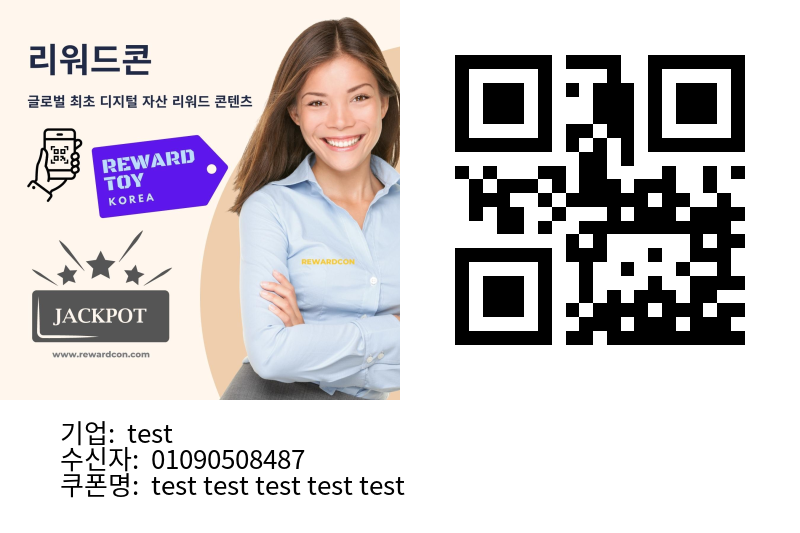 리워드콘
글로벌 최초 디지털 자산 리워드 콘텐츠
REWARD
TOY
KOREA
REWARDCON
JACKPOT
www.rewardcon.com
기업: test
수신자: 01090508487
쿠폰명: test test test test test